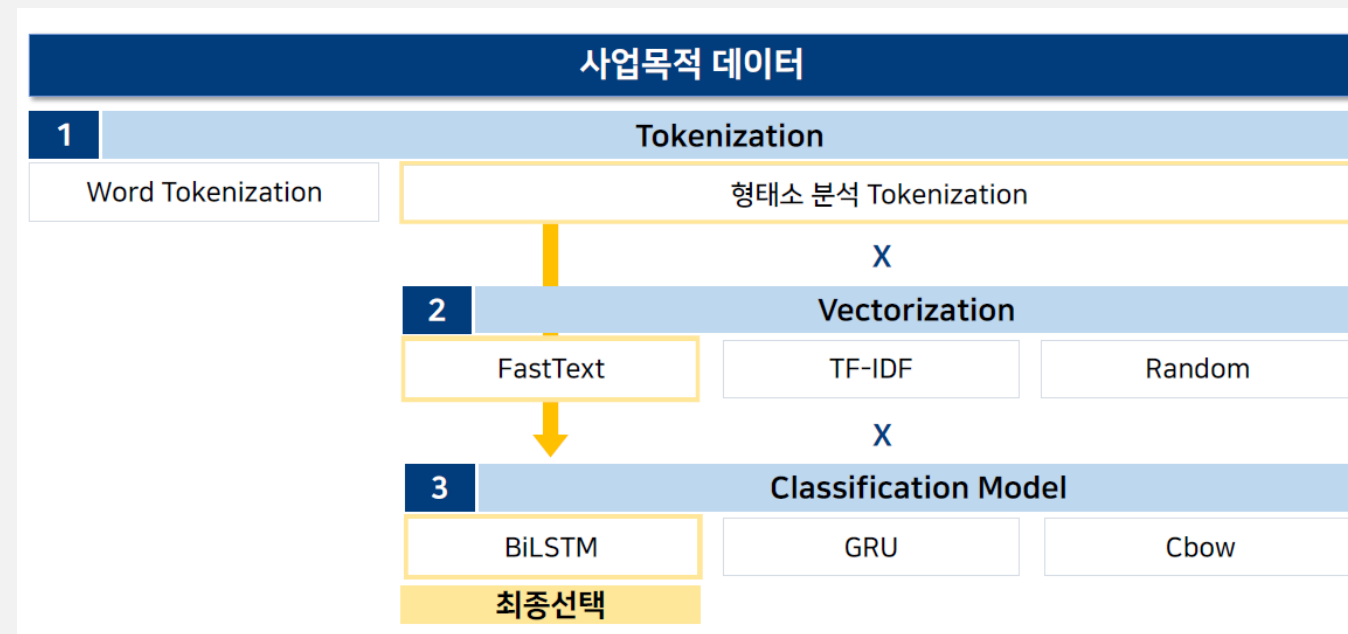 사업목적 데이터
1 Tokenization
Word Tokenization 형태소 분석 Tokenization
X
2 Vectorization
FastText TF-IDF Random
X
3 Classification Model
BiLSTM GRU Cbow
최종선택